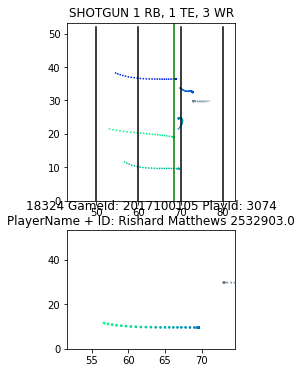 SHOTGUN 1 RB, 1 TE, 3 WR
50
40
30
20
10
0
50 60 70 80
18324 GameId: 2017100105 PlayId: 3074
PlayerName + ID: Rishard Matthews 2532903.0
40
20
0
55 60 65 70